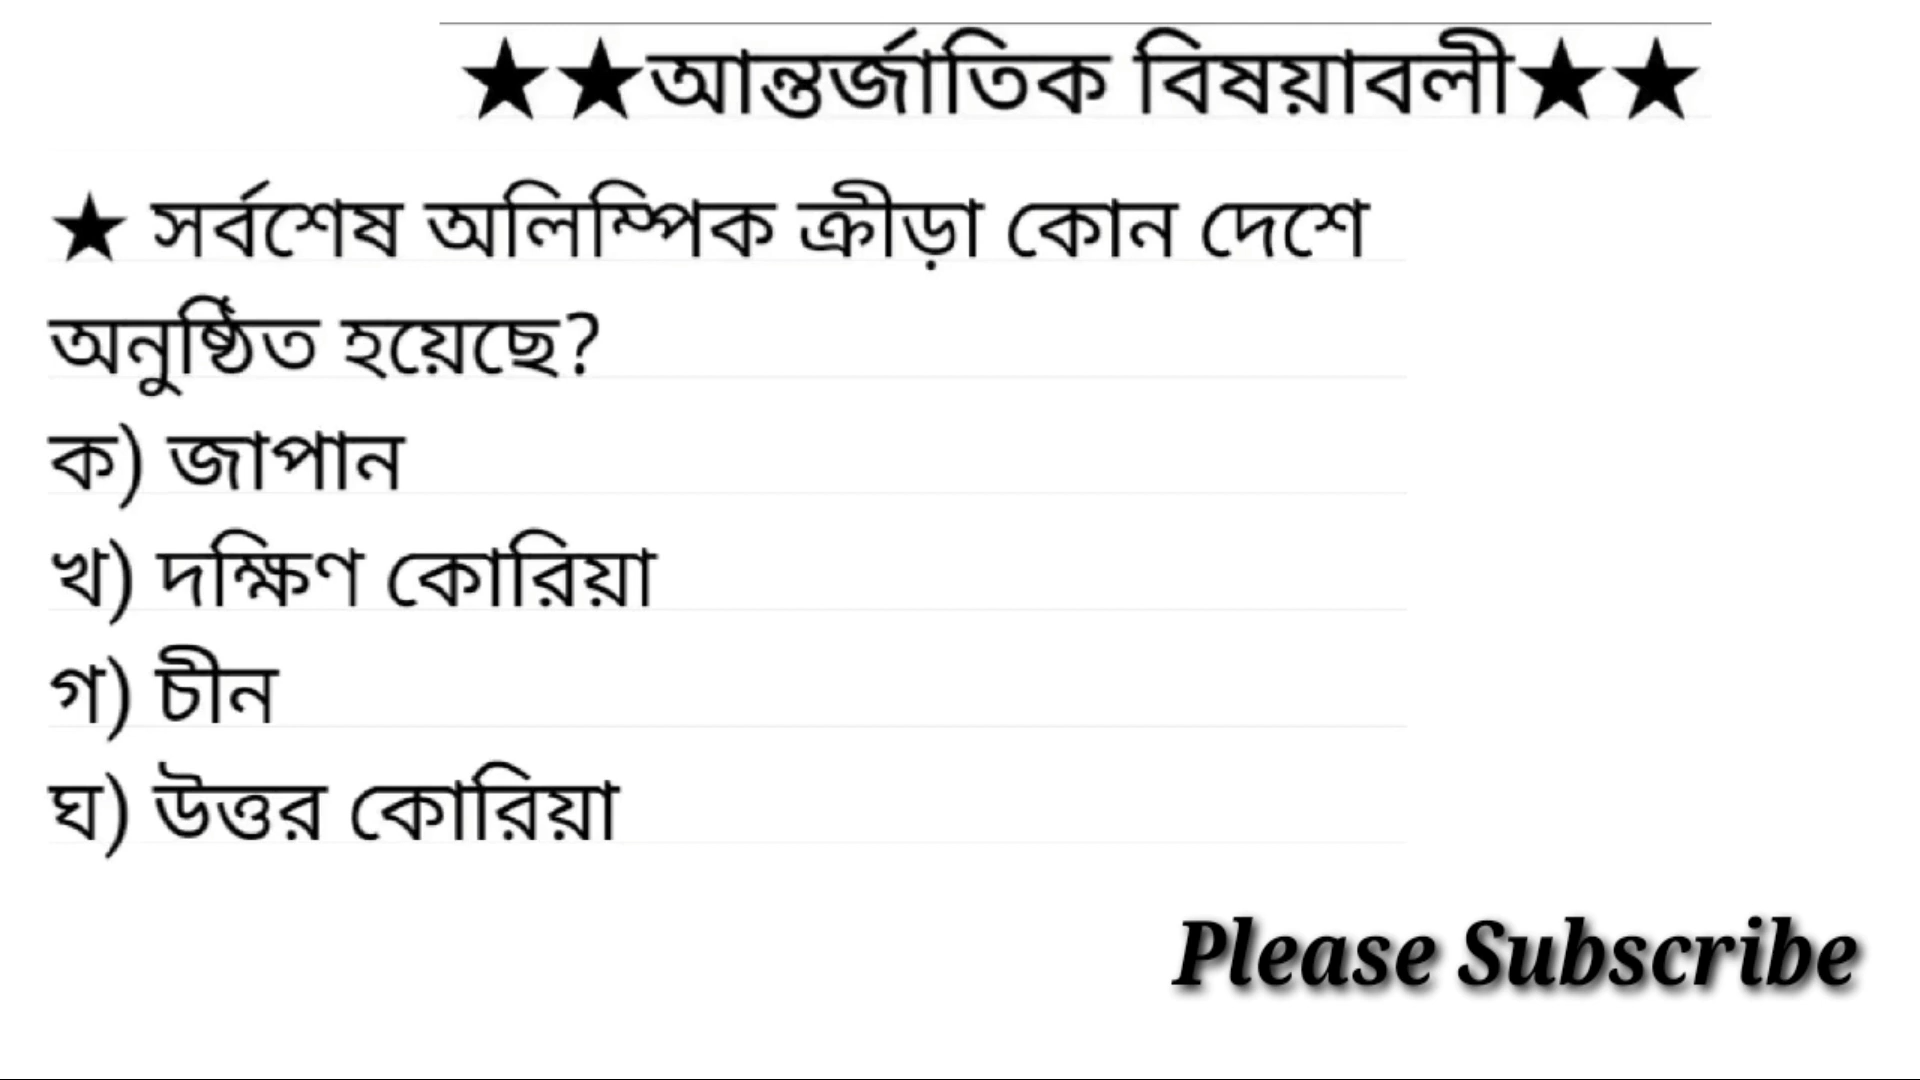 ★★আন্তর্জাতিক বিষয়াবলী★★
★ সর্বশেষ অলিম্পিক ক্রীড়া কোন দেশে
অনুষ্ঠিত হয়েছে?
ক) জাপান
খ) দক্ষিণ কোরিয়া
গ) চীন
ঘ) উত্তর কোরিয়া
Please Subscribe